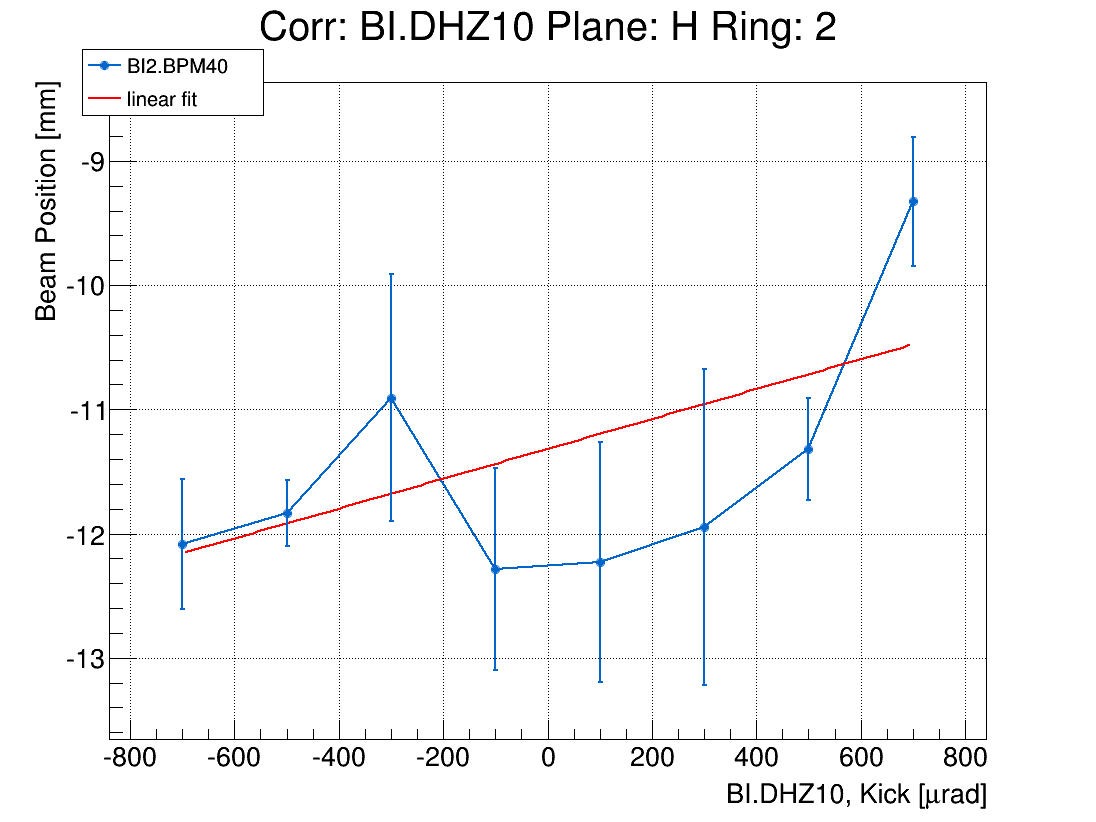 Corr: BI.DHZ10 Plane: H Ring: 2
BI2.BPM40
linear fit
Beam Position [mm]
-9
-10
-11
-12
-13
-800 -600 -400 -200 0 200 400 600 800
BI.DHZ10, Kick [μrad]